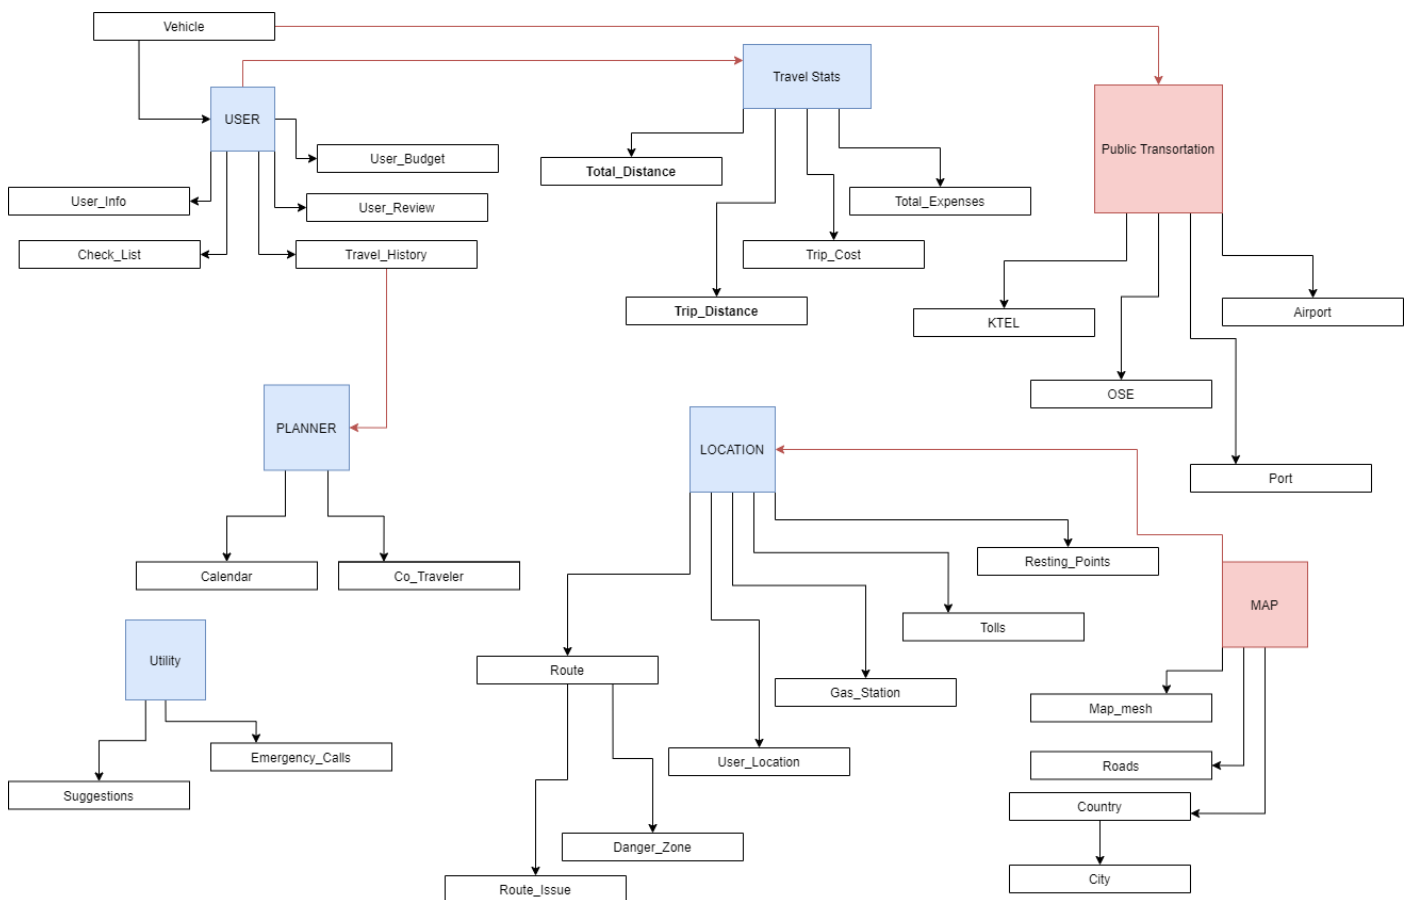 Vehicle
Travel Stats
USER
Public Transortation
User_Budget
Total_Distance
User_Info
Total_Expenses
User_Review
Check_List
Travel_History
Trip_Cost
Trip_Distance
Airport
KTEL
OSE
PLANNER
LOCATION
Port
Resting_Points
Calendar
Co_Traveler
MAP
Tolls
Utility
Route
Gas_Station
Map_mesh
Emergency_Calls
User_Location
Roads
Suggestions
Country
Danger_Zone
City
Route_Issue